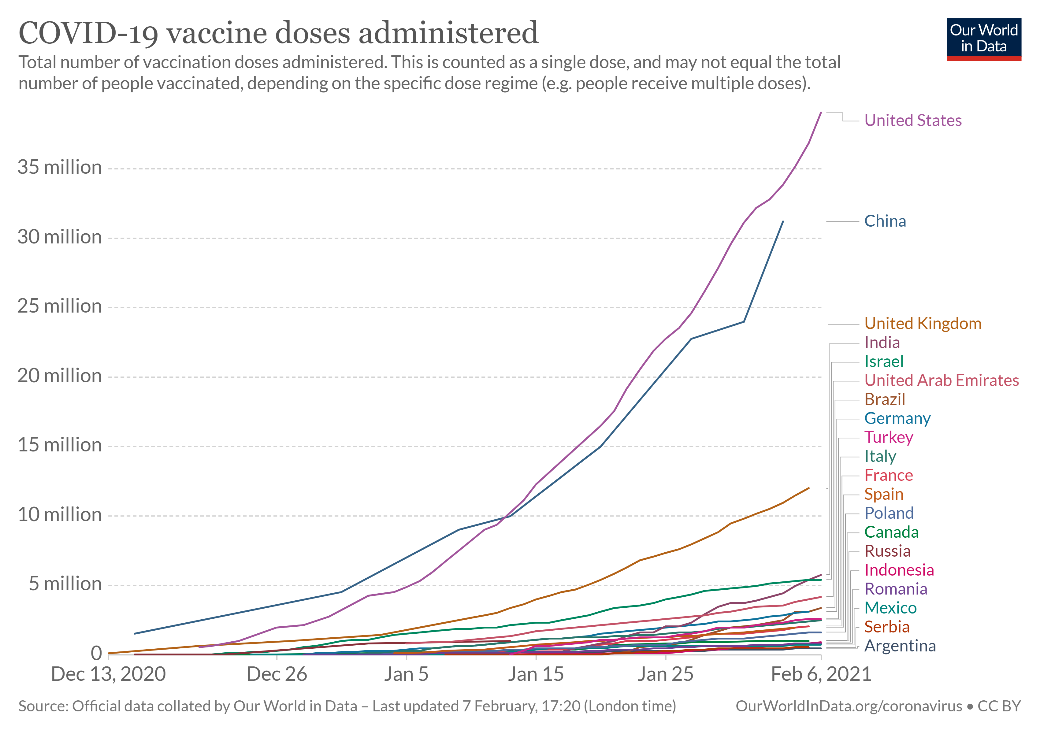 COVID-19 vaccine doses administered
Our World
in Data
Total number of vaccination doses administered. This is counted as a single dose, and may not equal the total
number of people vaccinated, depending on the specific dose regime (e.g. people receive multiple doses).
United States
35 million
China
30 million
25 million
United Kingdom
India
Israel
20 million
United Arab Emirates
Brazil
Germany
Turkey
15 million
Italy
France
Spain
10 million
Poland
Canada
Russia
Indonesia
5 million
Romania
Mexico
Serbia
Argentina
0
Dec 13, 2020
Dec 26
Jan 5
Jan 15
Jan 25
Feb 6, 2021
Source: Official data collated by Our World in Data – Last updated 7 February, 17:20 (London time)
OurWorldInData.org/coronavirus • CC BY